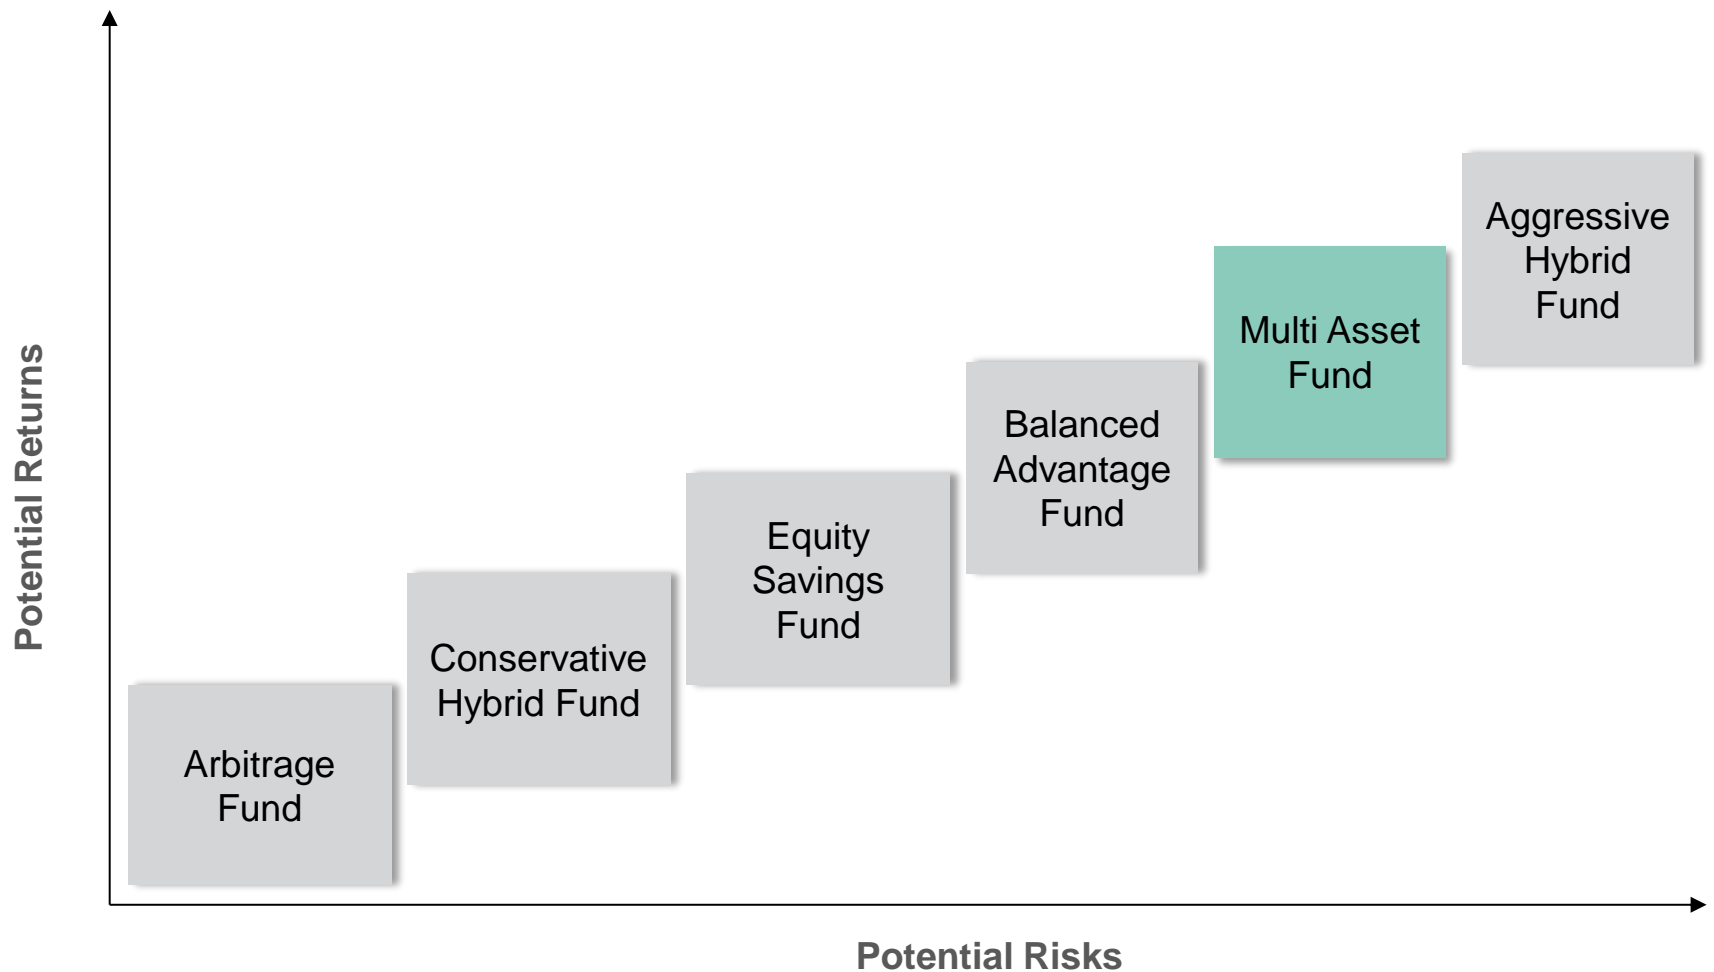 Potential Returns
Aggressive
Hybrid
Fund
Multi Asset
Fund
Balanced
Advantage
Fund
Equity
Savings
Fund
Conservative
Hybrid Fund
Arbitrage
Fund
Potential Risks